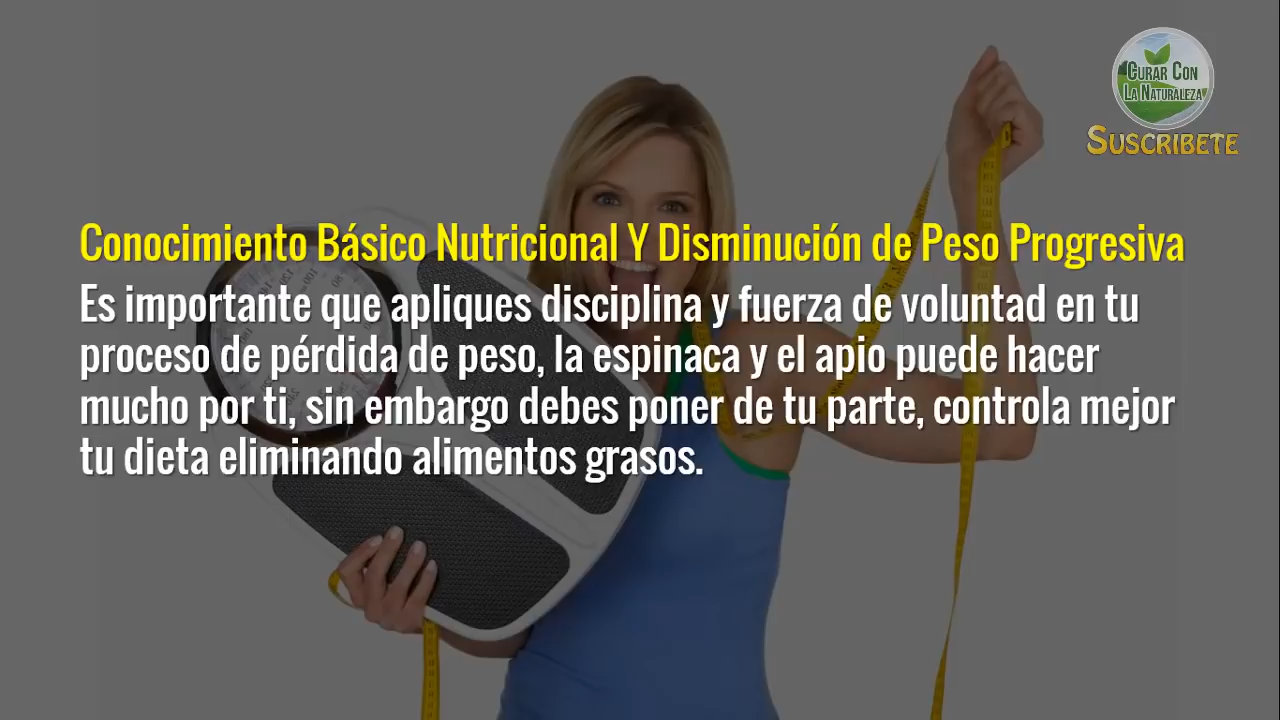 CURAR CON
LA NATURALEZA
SUSCRIBETE
Conocimiento Básico Nutricional Y Disminución de Peso Progresiva
Es importante que apliques disciplina y fuerza de voluntad en tu
proceso de pérdida de peso, la espinaca y el apio puede hacer
mucho por ti, sin embargo debes poner de tu parte, controla mejor
tu dieta eliminando alimentos grasos.